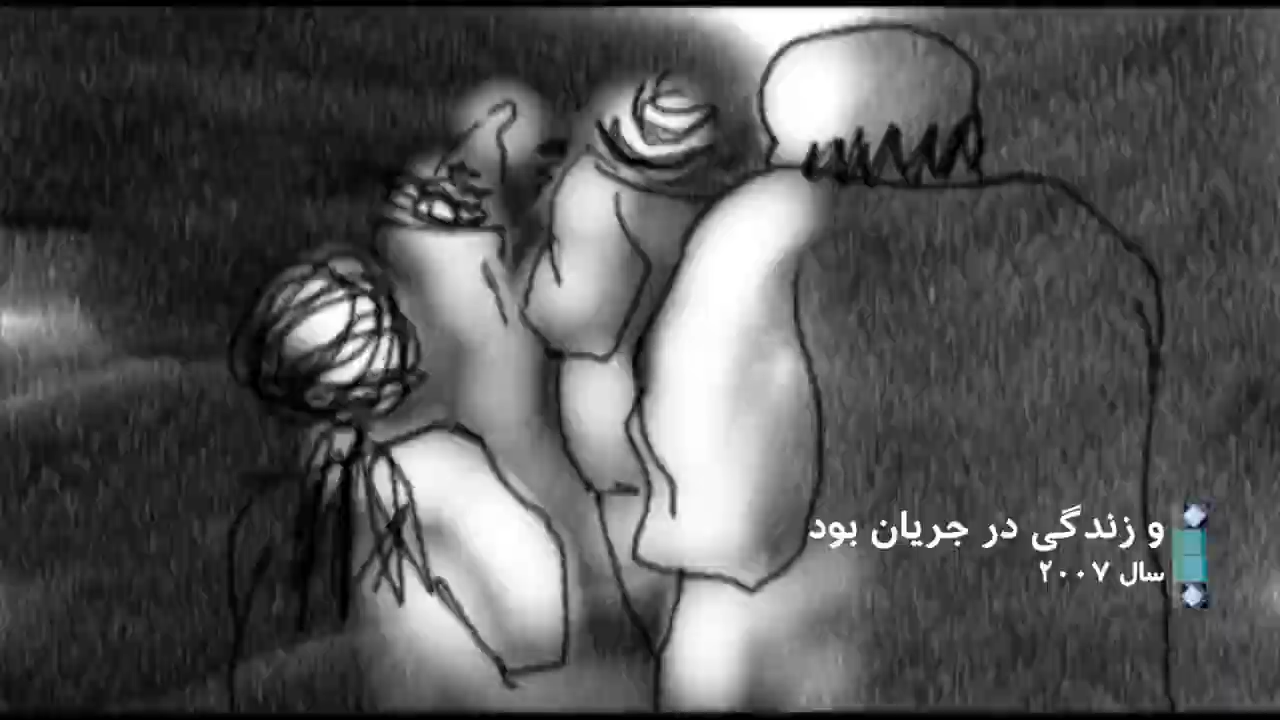 و زندگی در جریان بود
سال ۲۰۰۷